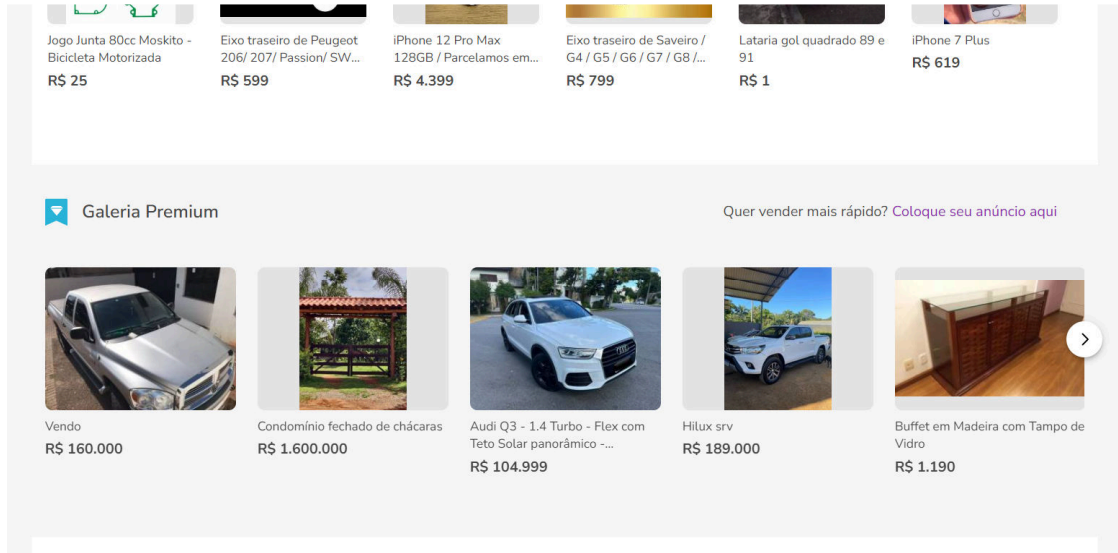 Jogo Junta 80cc Moskito -
Bicicleta Motorizada
R$ 25
Eixo traseiro de Peugeot
206/ 207/ Passion/ SW...
R$ 599
iPhone 12 Pro Max
128GB / Parcelamos em...
R$ 4.399
Eixo traseiro de Saveiro /
G4 / G5 / G6 / G7 / G8 /...
R$ 799
Lataria gol quadrado 89 e
91
R$ 1
iPhone 7 Plus
R$ 619
Galeria Premium
Quer vender mais rápido? Coloque seu anúncio aqui
Vendo
R$ 160.000
Condomínio fechado de chácaras
R$ 1.600.000
Audi Q3 - 1.4 Turbo - Flex com
Teto Solar panorâmico -...
R$ 104.999
Hilux srv
R$ 189.000
Buffet em Madeira com Tampo de
Vidro
R$ 1.190